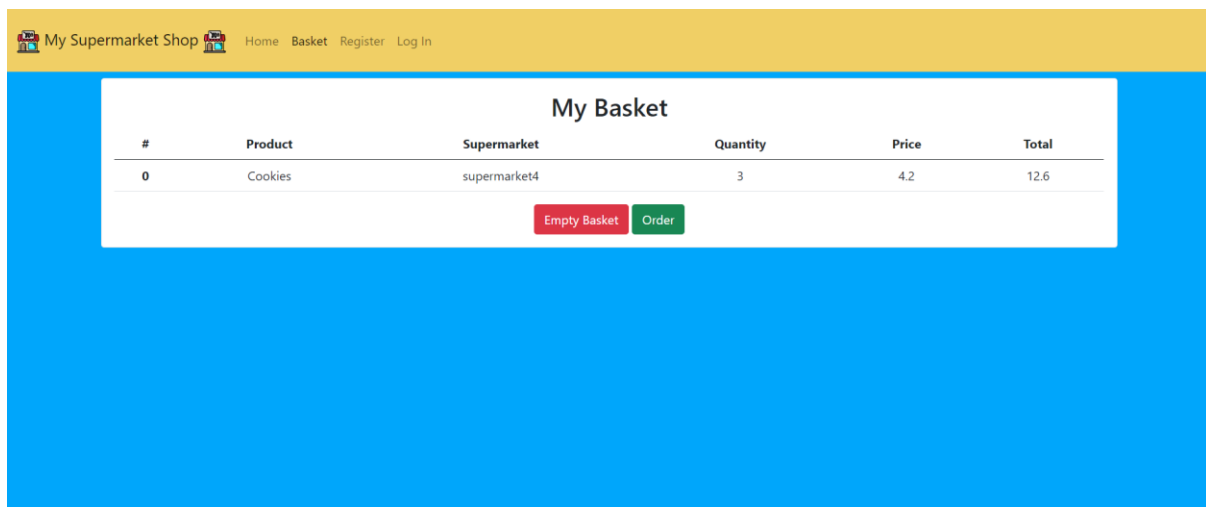 My Supermarket Shop Home Basket Register Log In
My Basket
# Product Supermarket Quantity Price Total
0 Cookies supermarket4 3 4.2 12.6
Empty Basket Order